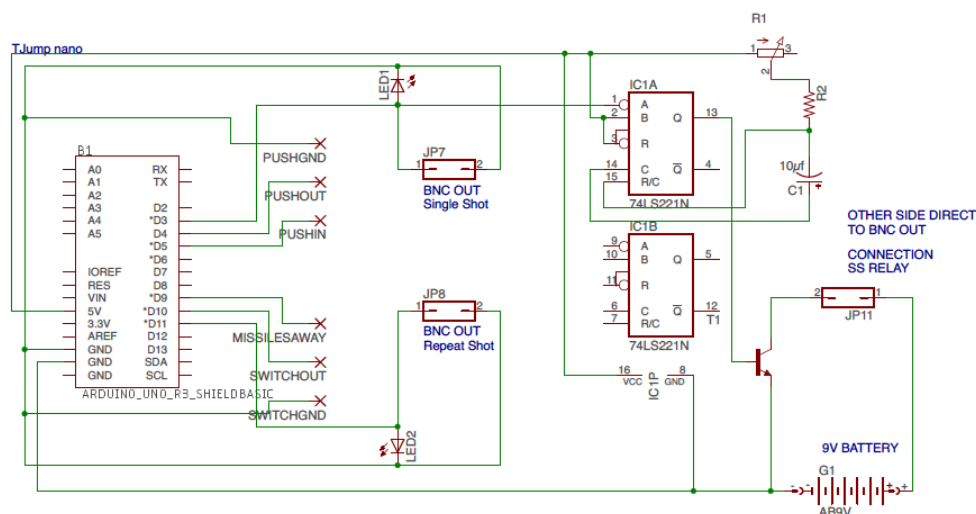 TJump nano
R1
1
3
2
R2
10µf
C1
+
LED1
IC1A
1 A Q 13
2 B
3 R
14 C Q 4
15 R/C
74LS221N
B1
A0 RX
A1 TX
A2
A3 D2
A4 *D3
A5 D4
*D5
*D6
IOREF D7
RES D8
VIN *D9
5V *D10
3.3V *D11
AREF D12
GND D13
GND SDA
GND SCL
ARDUINO_UNO_R3_SHIELDBASIC
PUSHGND
PUSHOUT
PUSHIN
MISSILESAWAY
SWITCHOUT
SWITCHGND
JP7
1 2
BNC OUT
Single Shot
JP8
1 2
BNC OUT
Repeat Shot
LED2
IC1B
9 A Q 5
10 B
11 R
6 C Q 12
7 R/C T1
74LS221N
16 8
VCC IC1P GND
OTHER SIDE DIRECT
TO BNC OUT
CONNECTION
SS RELAY
2 1
JP11
9V BATTERY
G1
- - + +
AB9V